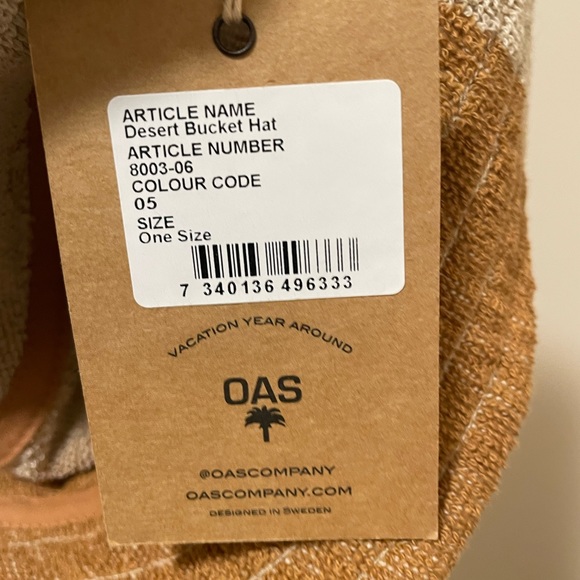 ARTICLE NAME
Desert Bucket Hat
ARTICLE NUMBER
8003-06
COLOUR CODE
05
SIZE
One Size
7 340136 496333
VACATION YEAR AROUND
OAS
@OASCOMPANY
OASCOMPANY.COM
DESIGNED IN SWEDEN